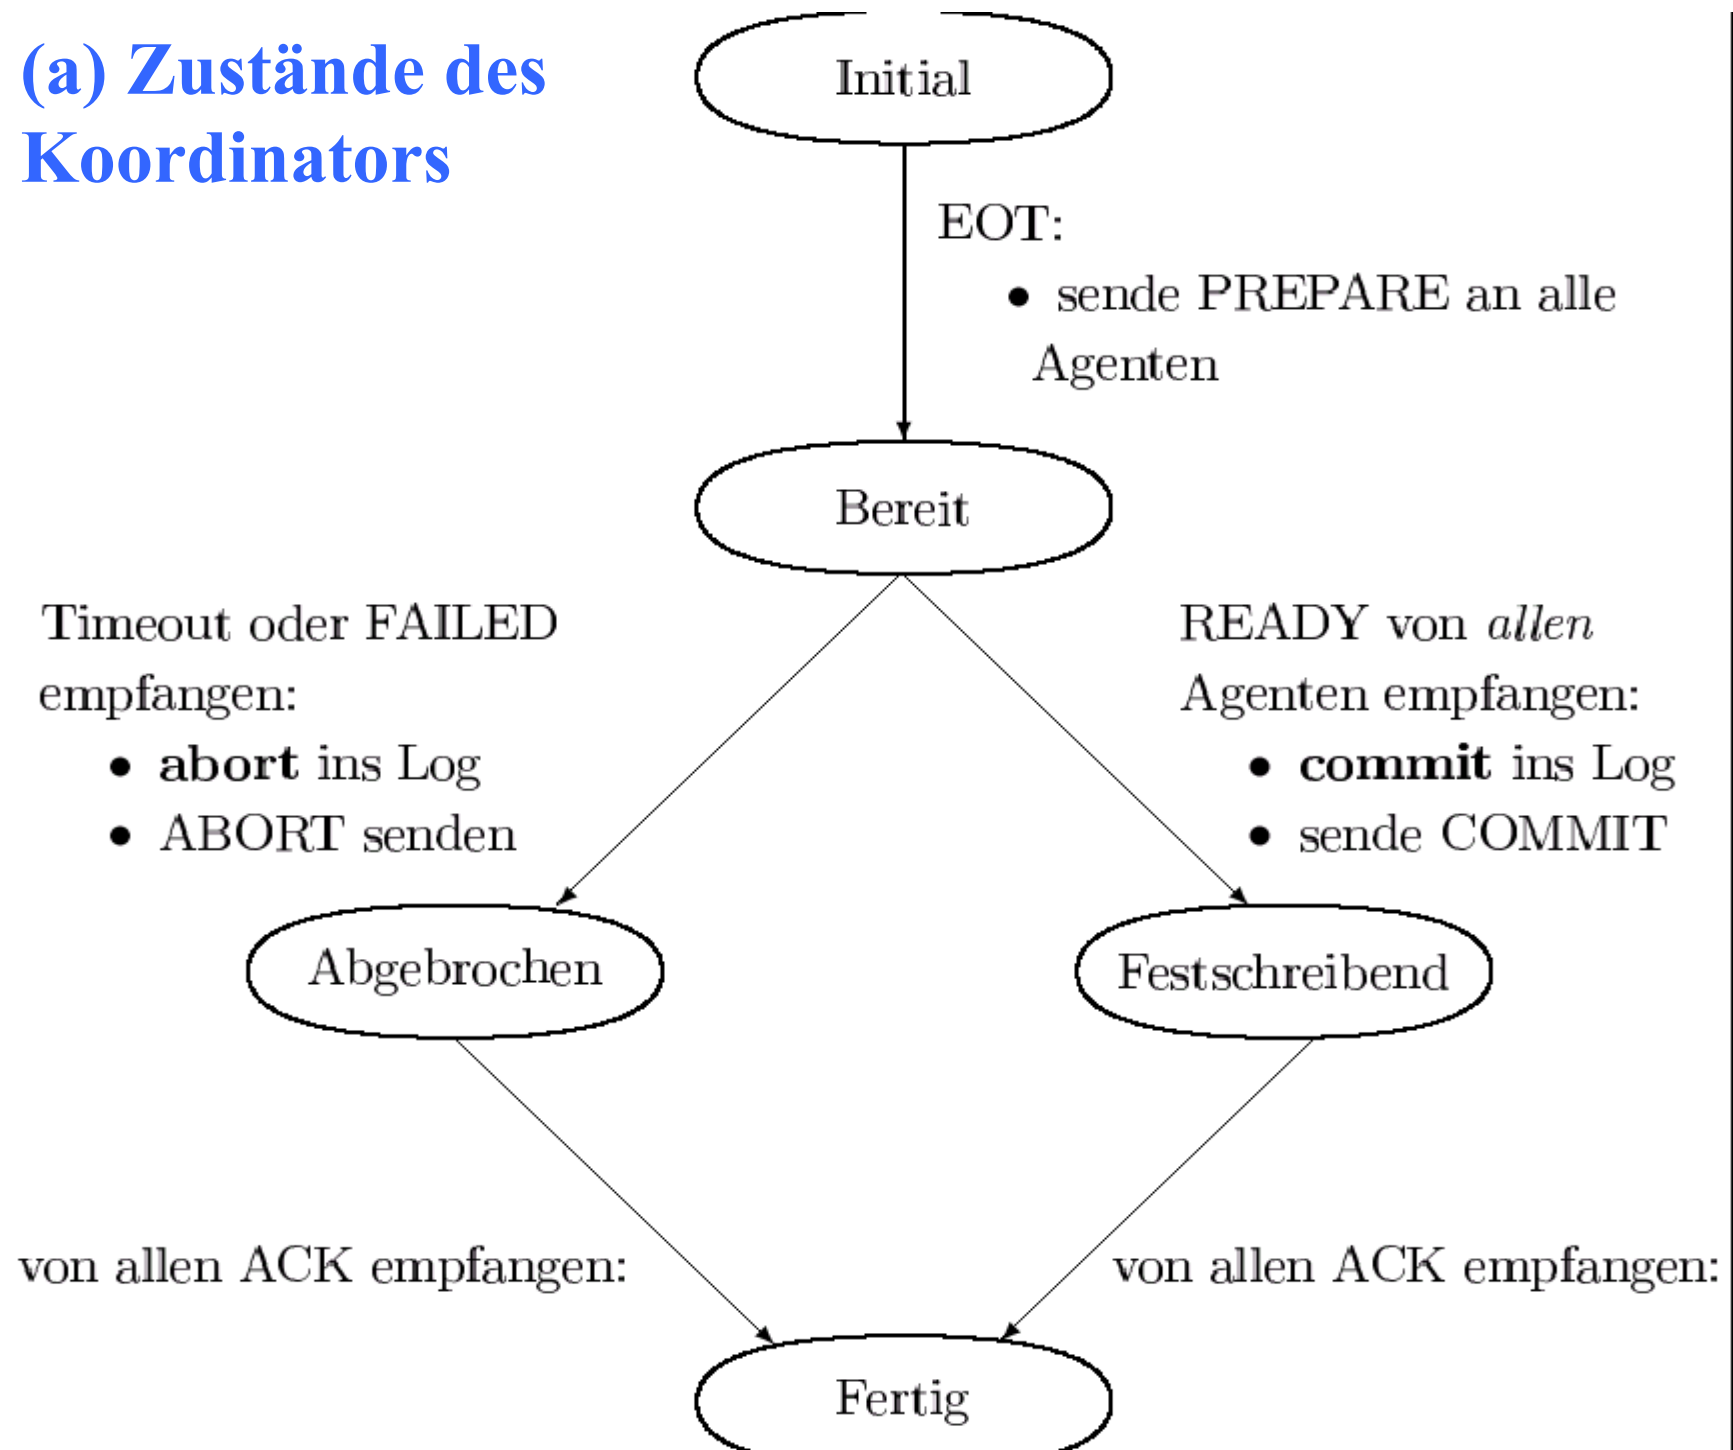 (a) Zustände des
Koordinators
Initial
EOT:
• sende PREPARE an alle
Agenten
Bereit
Timeout oder FAILED
empfangen:
• abort ins Log
• ABORT senden
READY von allen
Agenten empfangen:
• commit ins Log
• sende COMMIT
Abgebrochen
Festschreibend
von allen ACK empfangen:
von allen ACK empfangen:
Fertig